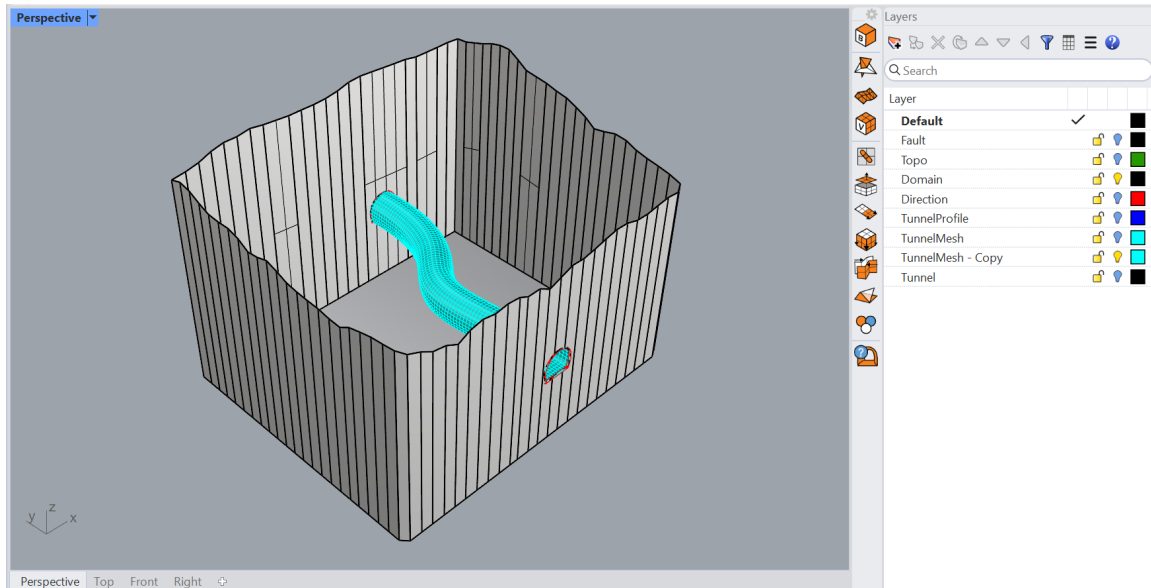 Perspective
Layers
Search
Layer
Default
Fault
Topo
Domain
Direction
TunnelProfile
TunnelMesh
TunnelMesh - Copy
Tunnel
z
y
x
Perspective Top Front Right